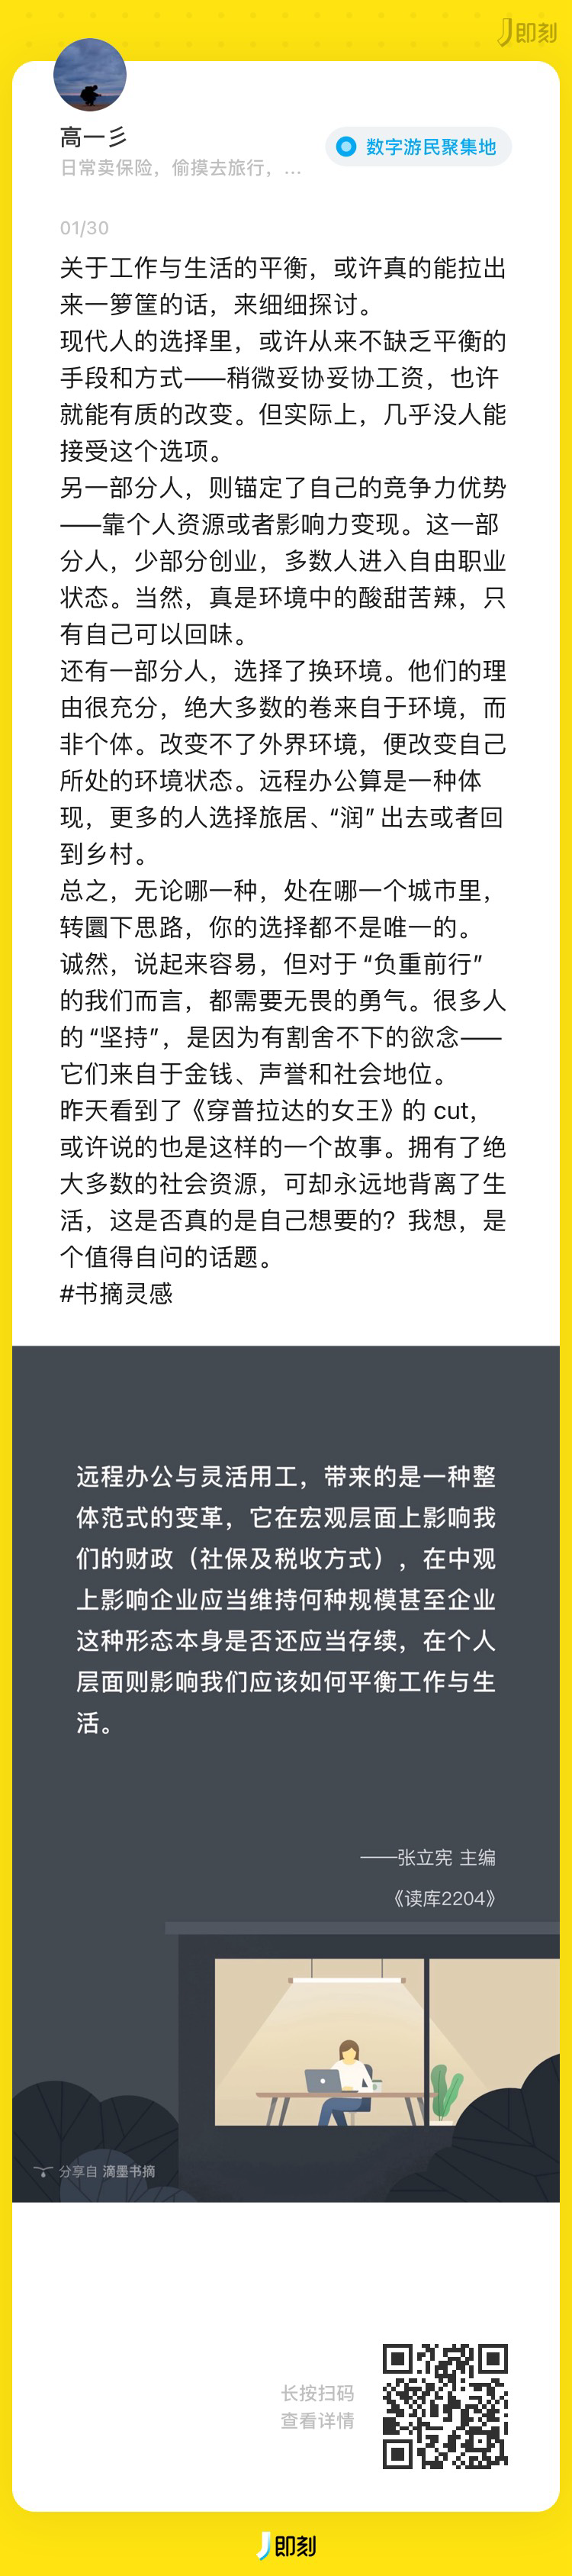 即刻
高一彡
日常卖保险，偷摸去旅行，...
数字游民聚集地
01/30
关于工作与生活的平衡，或许真的能拉出
来一箩筐的话，来细细探讨。
现代人的选择里，或许从来不缺乏平衡的
手段和方式——稍微妥协妥协工资，也许
就能有质的改变。但实际上，几乎没人能
接受这个选项。
另一部分人，则锚定了自己的竞争力优势
——靠个人资源或者影响力变现。这一部
分人，少部分创业，多数人进入自由职业
状态。当然，真是环境中的酸甜苦辣，只
有自己可以回味。
还有一部分人，选择了换环境。他们的理
由很充分，绝大多数的卷来自于环境，而
非个体。改变不了外界环境，便改变自己
所处的环境状态。远程办公算是一种体
现，更多的人选择旅居、“润” 出去或者回
到乡村。
总之，无论哪一种，处在哪一个城市里，
转圜下思路，你的选择都不是唯一的。
诚然，说起来容易，但对于 “负重前行”
的我们而言，都需要无畏的勇气。很多人
的 “坚持”，是因为有割舍不下的欲念——
它们来自于金钱、声誉和社会地位。
昨天看到了《穿普拉达的女王》的 cut，
或许说的也是这样的一个故事。拥有了绝
大多数的社会资源，可却永远地背离了生
活，这是否真的是自己想要的？我想，是
个值得自问的话题。
#书摘灵感
远程办公与灵活用工，带来的是一种整
体范式的变革，它在宏观层面上影响我
们的财政（社保及税收方式），在中观
上影响企业应当维持何种规模甚至企业
这种形态本身是否还应当存续，在个人
层面则影响我们应该如何平衡工作与生
活。
——张立宪 主编
《读库2204》
分享自 滴墨书摘
长按扫码
查看详情
即刻